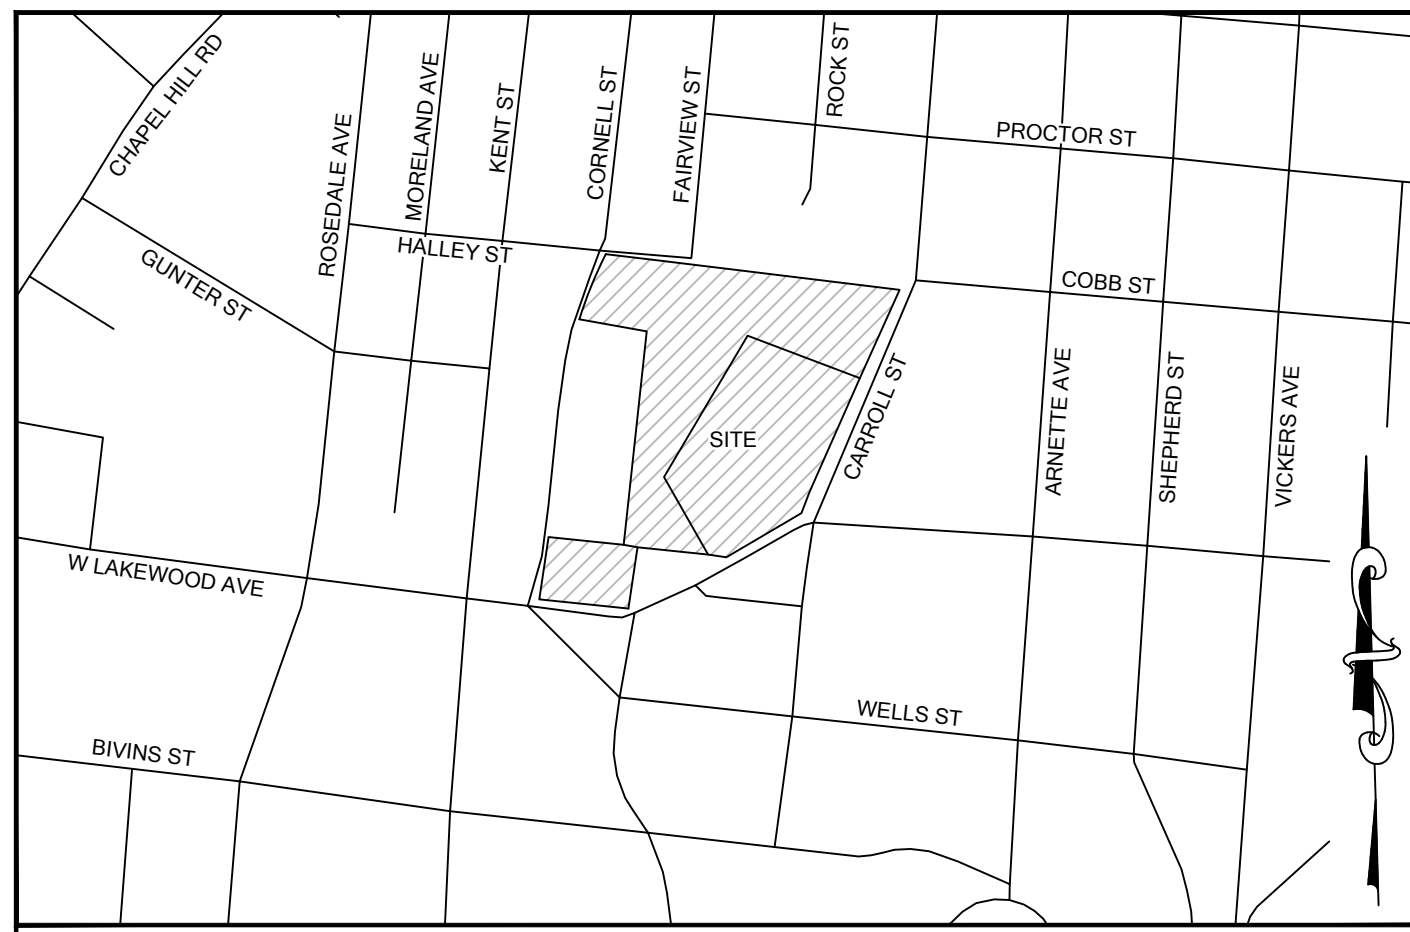 CHAPEL HILL RD
ROSEDALE AVE
MORELAND AVE
KENT ST
CORNELL ST
FAIRVIEW ST
ROCK ST
PROCTOR ST
HALLEY ST
GUNTER ST
COBB ST
SITE
CARROLL ST
ARNETTE AVE
SHEPHERD ST
VICKERS AVE
W LAKEWOOD AVE
WELLS ST
BIVINS ST